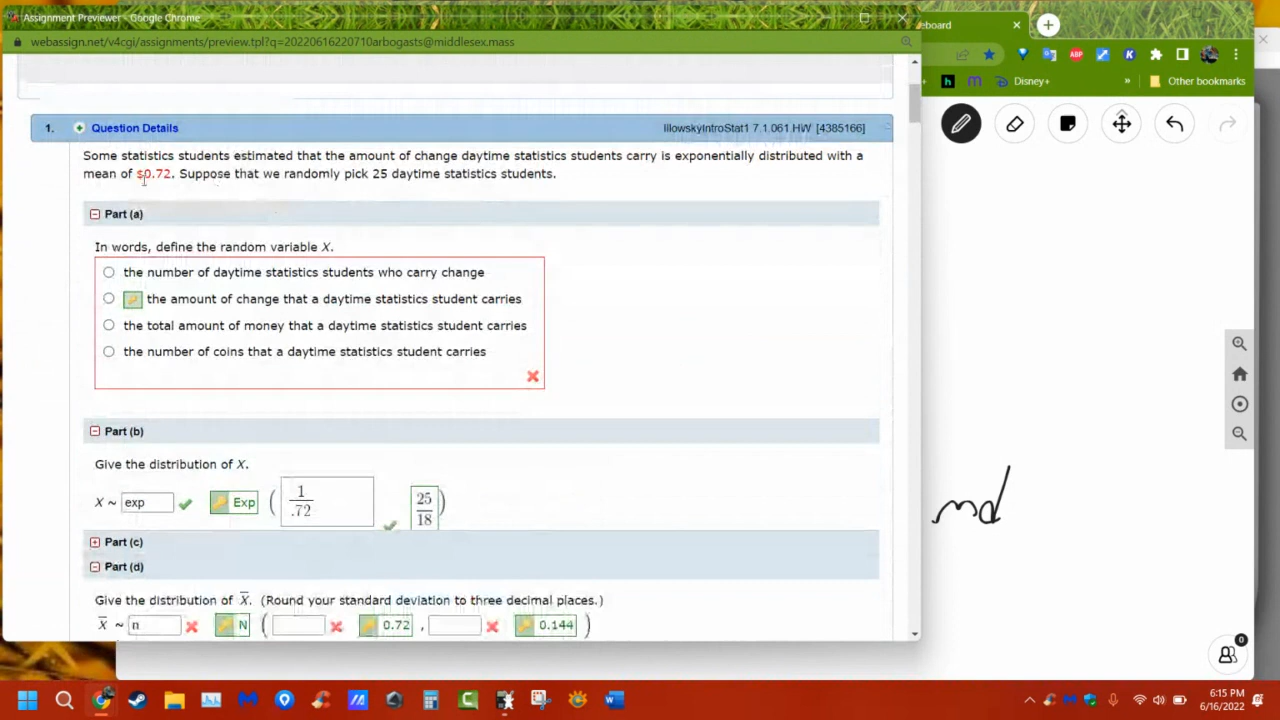 Assignment Previewer - Google Chrome
eboard
webassign.net/v4cgi/assignments/preview.tpl?q=20220616220710arbogasts@middlesex.mass
ABP
K
h
m
Disney+
»
Other bookmarks
1.
Question Details
IllowskyIntroStat1 7.1.061.HW [4385166]
Some statistics students estimated that the amount of change daytime statistics students carry is exponentially distributed with a
mean of $0.72. Suppose that we randomly pick 25 daytime statistics students.
Part (a)
In words, define the random variable X.
the number of daytime statistics students who carry change
the amount of change that a daytime statistics student carries
the total amount of money that a daytime statistics student carries
the number of coins that a daytime statistics student carries
Part (b)
Give the distribution of X.
X ~ exp Exp ( 1/.72 25/18 )
Part (c)
Part (d)
Give the distribution of X̅. (Round your standard deviation to three decimal places.)
X̅ ~ n N ( 0.72 , 0.144 )
0
6:15 PM
6/16/2022